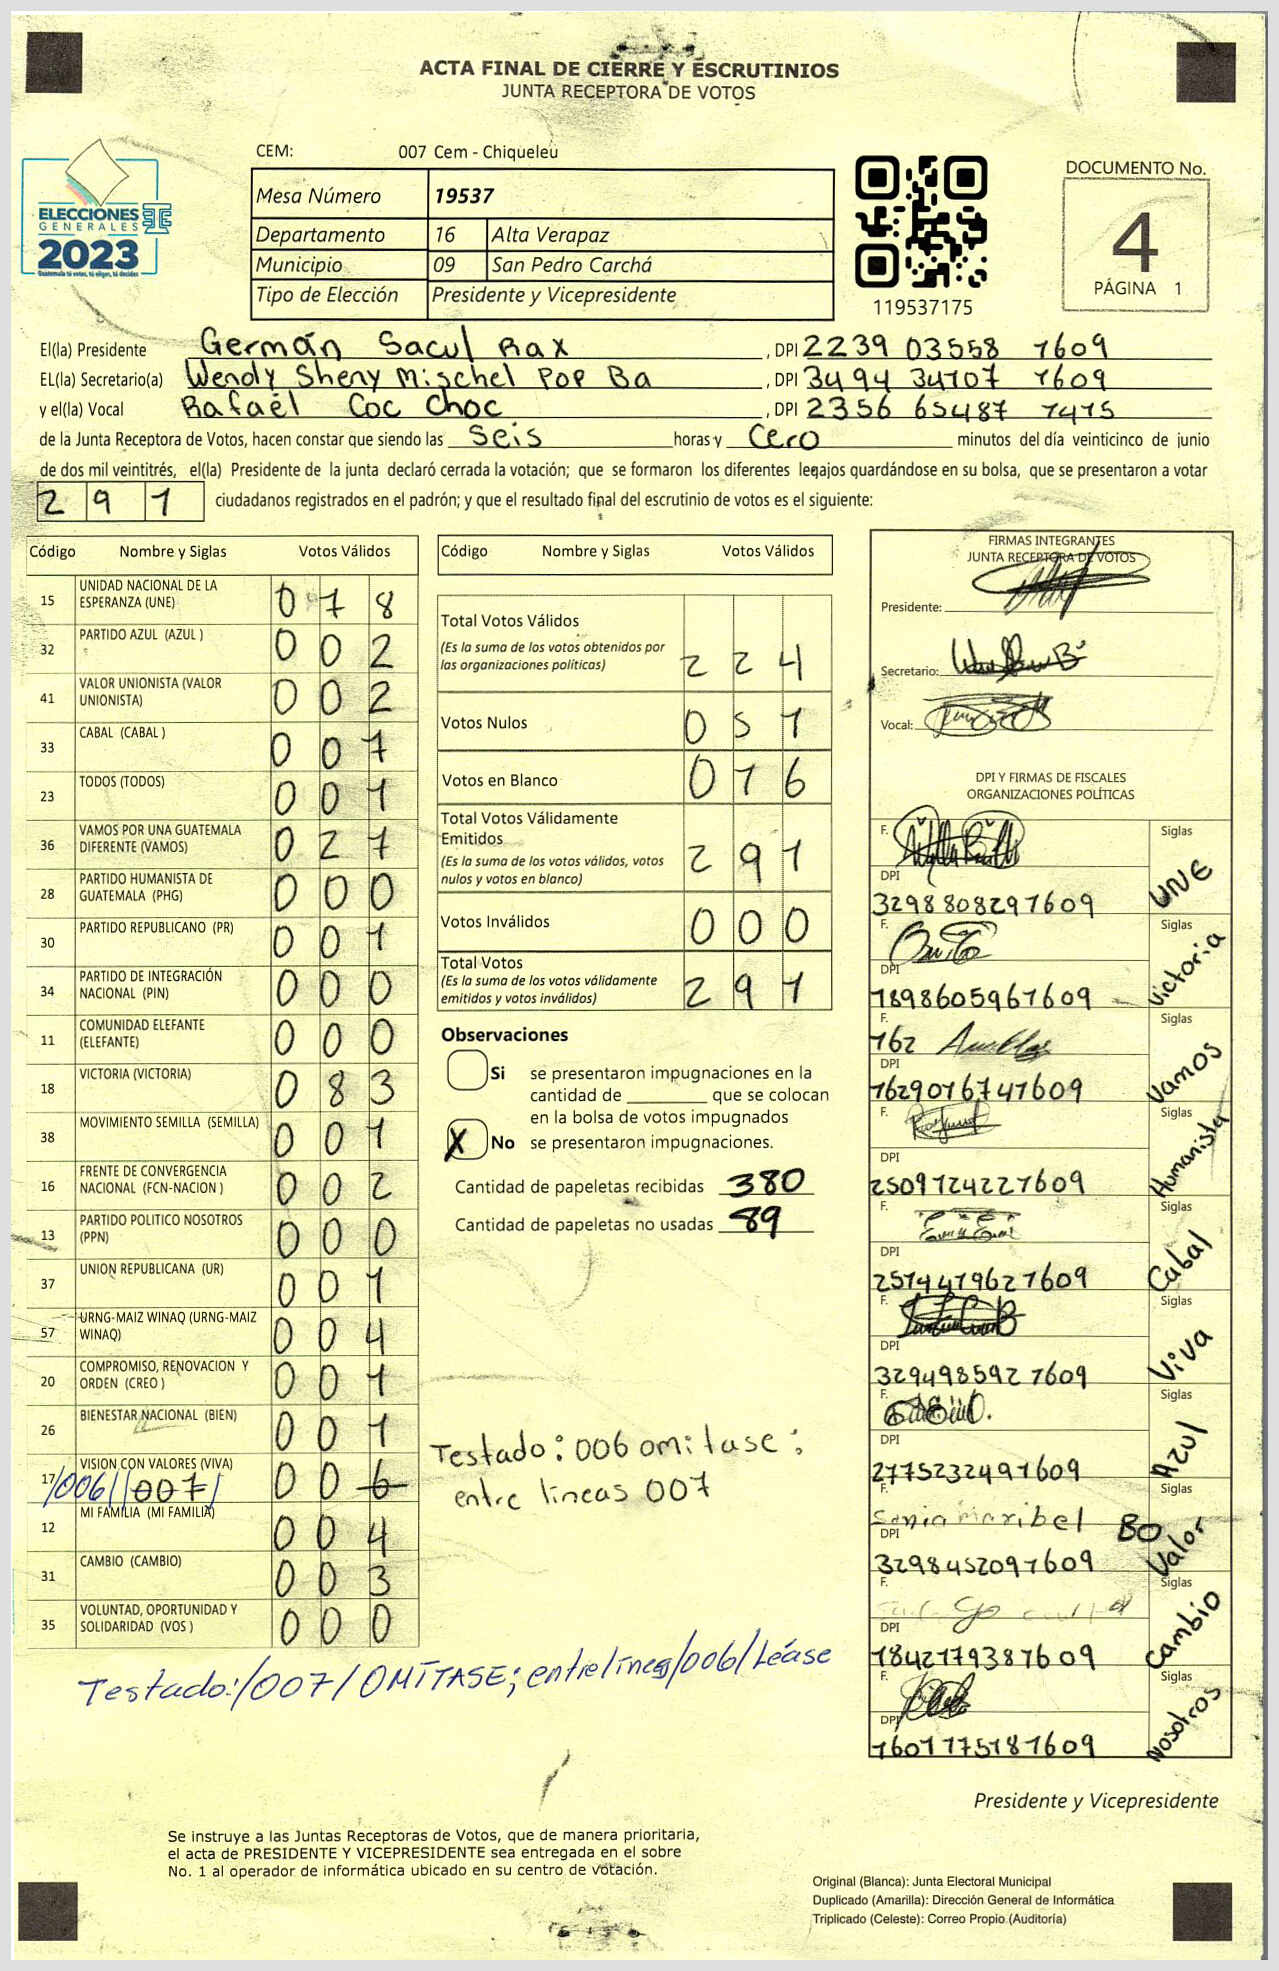 ACTA FINAL DE CIERRE Y ESCRUTINIOS
JUNTA RECEPTORA DE VOTOS
ELECCIONES
GENERALES
2023
Guatemala tú votas, tú eliges, tú decides
CEM: 007 Cem - Chiqueleu
Mesa Número 19537
Departamento 16 Alta Verapaz
Municipio 09 San Pedro Carchá
Tipo de Elección Presidente y Vicepresidente
119537175
DOCUMENTO No.
4
PÁGINA 1
El(la) Presidente Germán Sacul Rax , DPI 2239 03558 1609
EL(la) Secretario(a) Wendy Sheny Mischel Pop Ba , DPI 3494 34107 1609
y el(la) Vocal Rafael Coc Choc , DPI 2356 65487 1415
de la Junta Receptora de Votos, hacen constar que siendo las Seis horas y Cero minutos del día veinticinco de junio
de dos mil veintitrés, el(la) Presidente de la junta declaró cerrada la votación; que se formaron los diferentes legajos guardándose en su bolsa, que se presentaron a votar
2 9 1 ciudadanos registrados en el padrón; y que el resultado final del escrutinio de votos es el siguiente:
Código Nombre y Siglas Votos Válidos
15 UNIDAD NACIONAL DE LA ESPERANZA (UNE) 0 7 8
32 PARTIDO AZUL (AZUL ) 0 0 2
41 VALOR UNIONISTA (VALOR UNIONISTA) 0 0 2
33 CABAL (CABAL ) 0 0 7
23 TODOS (TODOS) 0 0 1
36 VAMOS POR UNA GUATEMALA DIFERENTE (VAMOS) 0 2 7
28 PARTIDO HUMANISTA DE GUATEMALA (PHG) 0 0 0
30 PARTIDO REPUBLICANO (PR) 0 0 1
34 PARTIDO DE INTEGRACIÓN NACIONAL (PIN) 0 0 0
11 COMUNIDAD ELEFANTE (ELEFANTE) 0 0 0
18 VICTORIA (VICTORIA) 0 8 3
38 MOVIMIENTO SEMILLA (SEMILLA) 0 0 1
16 FRENTE DE CONVERGENCIA NACIONAL (FCN-NACION ) 0 0 2
13 PARTIDO POLITICO NOSOTROS (PPN) 0 0 0
37 UNION REPUBLICANA (UR) 0 0 1
57 URNG-MAIZ WINAQ (URNG-MAIZ WINAQ) 0 0 4
20 COMPROMISO, RENOVACION Y ORDEN (CREO ) 0 0 1
26 BIENESTAR NACIONAL (BIEN) 0 0 1
17 VISION CON VALORES (VIVA) 0 0 6
/006/ /007/
12 MI FAMILIA (MI FAMILIA) 0 0 4
31 CAMBIO (CAMBIO) 0 0 3
35 VOLUNTAD, OPORTUNIDAD Y SOLIDARIDAD (VOS ) 0 0 0
Testado:/007/OMÍTASE; entrelíneas/006/Léase
Código Nombre y Siglas Votos Válidos
Total Votos Válidos
(Es la suma de los votos obtenidos por las organizaciones políticas) 2 2 4
Votos Nulos 0 5 1
Votos en Blanco 0 1 6
Total Votos Válidamente Emitidos
(Es la suma de los votos válidos, votos nulos y votos en blanco) 2 9 1
Votos Inválidos 0 0 0
Total Votos
(Es la suma de los votos válidamente emitidos y votos inválidos) 2 9 1
Observaciones
Si se presentaron impugnaciones en la
cantidad de ________ que se colocan
en la bolsa de votos impugnados
X No se presentaron impugnaciones.
Cantidad de papeletas recibidas 380
Cantidad de papeletas no usadas 89
Testado: 006 omitase:
entre lineas 007
FIRMAS INTEGRANTES
JUNTA RECEPTORA DE VOTOS
Presidente:
Secretario:
Vocal:
DPI Y FIRMAS DE FISCALES
ORGANIZACIONES POLÍTICAS
F. Siglas
DPI UNE
3298808291609
F. Siglas
DPI Victoria
1898605961609
F. 162 Siglas
DPI Vamos
1629016741609
F. Siglas
DPI Humanista
2509124221609
F. Siglas
DPI Cabal
2514419621609
F. Siglas
DPI Viva
3294985921609
F. Siglas
DPI Azul
2775232491609
F. Sonia Maribel BO Siglas
DPI Valor
3298452091609
F. Siglas
DPI Cambio
1842179381609
F. Siglas
DPI Nosotros
1601775181609
Presidente y Vicepresidente
Se instruye a las Juntas Receptoras de Votos, que de manera prioritaria,
el acta de PRESIDENTE Y VICEPRESIDENTE sea entregada en el sobre
No. 1 al operador de informática ubicado en su centro de votación.
Original (Blanca): Junta Electoral Municipal
Duplicado (Amarilla): Dirección General de Informática
Triplicado (Celeste): Correo Propio (Auditoría)